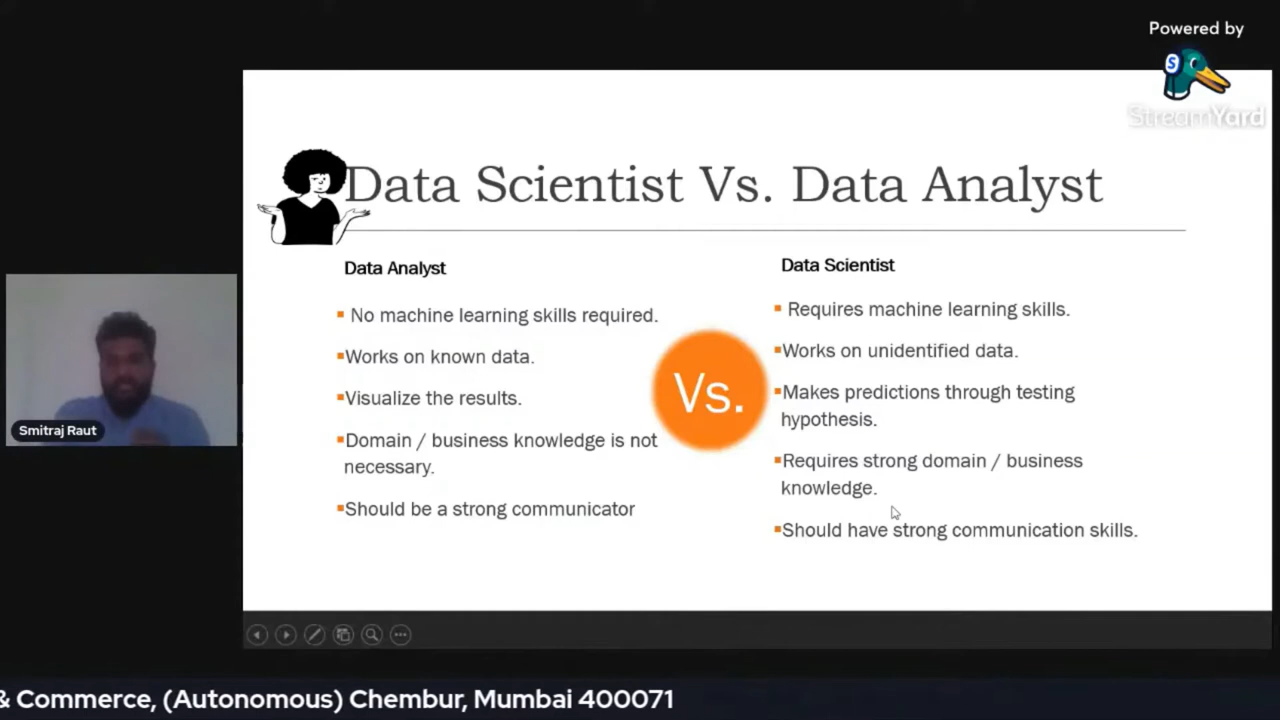 Powered by
S
StreamYard
Data Scientist Vs. Data Analyst
Data Analyst
▪ No machine learning skills required.
▪Works on known data.
▪Visualize the results.
▪Domain / business knowledge is not
necessary.
▪Should be a strong communicator
Vs.
Data Scientist
▪ Requires machine learning skills.
▪Works on unidentified data.
▪Makes predictions through testing
hypothesis.
▪Requires strong domain / business
knowledge.
▪Should have strong communication skills.
Smitraj Raut
& Commerce, (Autonomous) Chembur, Mumbai 400071